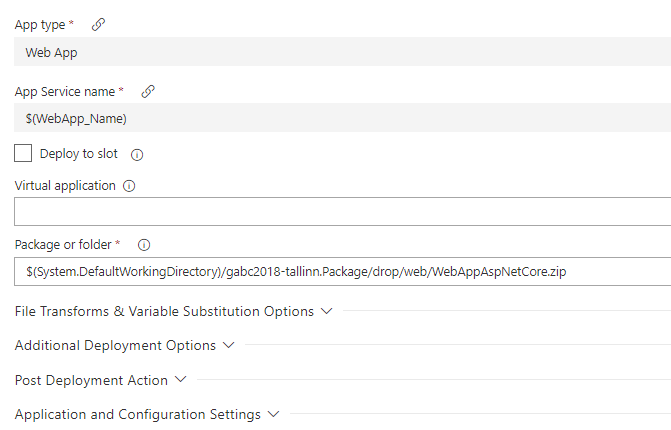 App type *
Web App
App Service name *
$(WebApp_Name)
Deploy to slot
Virtual application
Package or folder *
$(System.DefaultWorkingDirectory)/gabc2018-tallinn.Package/drop/web/WebAppAspNetCore.zip
File Transforms & Variable Substitution Options
Additional Deployment Options
Post Deployment Action
Application and Configuration Settings